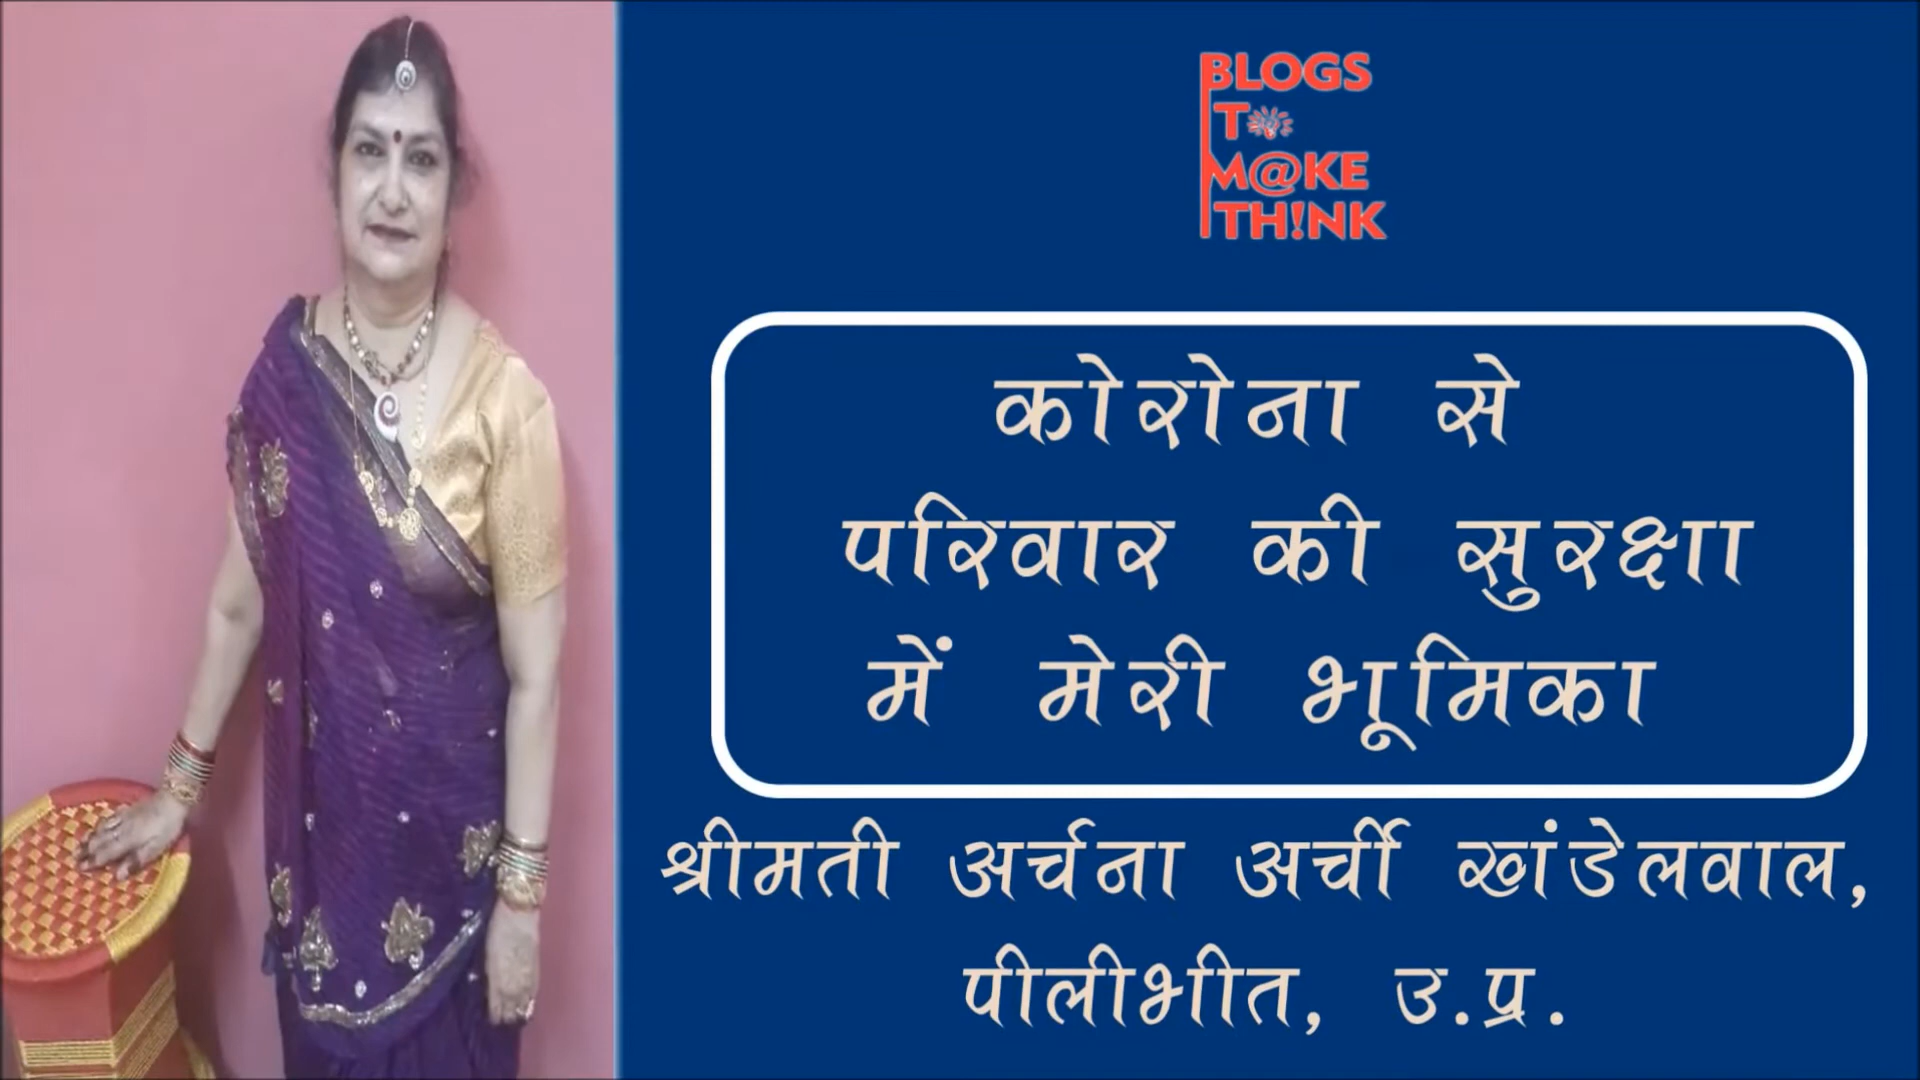 BLOGS
TO
M@KE
TH!NK
कोरोना से
परिवार की सुरक्षा
में मेरी भूमिका
श्रीमती अर्चना अर्ची खंडेलवाल,
पीलीभीत, उ.प्र.